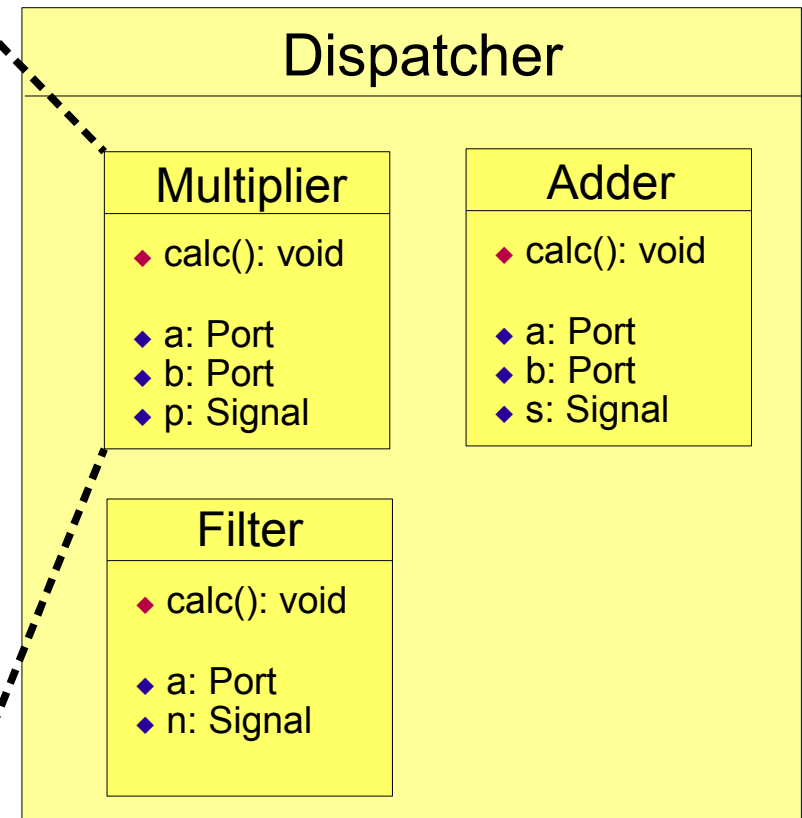 Dispatcher
Multiplier
calc(): void
a: Port
b: Port
p: Signal
Adder
calc(): void
a: Port
b: Port
s: Signal
Filter
calc(): void
a: Port
n: Signal